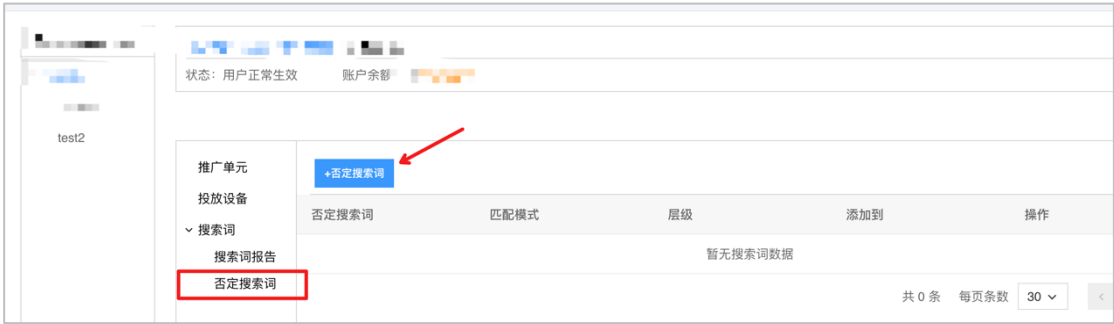 状态：用户正常生效 账户余额
test2
推广单元
+否定搜索词
投放设备
否定搜索词 匹配模式 层级 添加到 操作
搜索词
搜索词报告
暂无搜索词数据
否定搜索词
共 0 条 每页条数 30